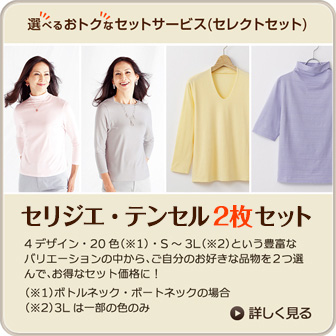 選べるおトクなセットサービス(セレクトセット)
セリジエ・テンセル2枚セット
4デザイン・20色(※1)・S〜3L(※2)という豊富な
バリエーションの中から、ご自分のお好きな品物を2つ選
んで、お得なセット価格に!
(※1)ボトルネック・ボートネックの場合
(※2)3Lは一部の色のみ
詳しく見る